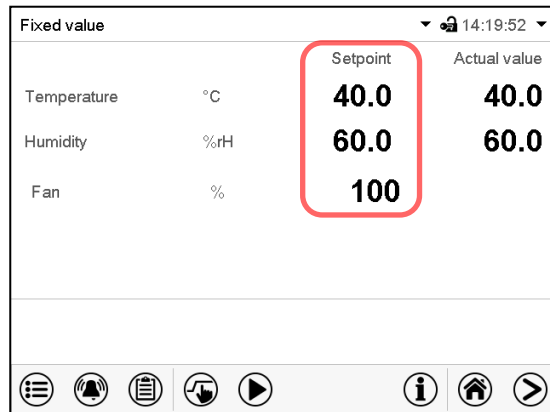 Fixed value 14:19:52
Setpoint Actual value
Temperature °C 40.0 40.0
Humidity %rH 60.0 60.0
Fan % 100